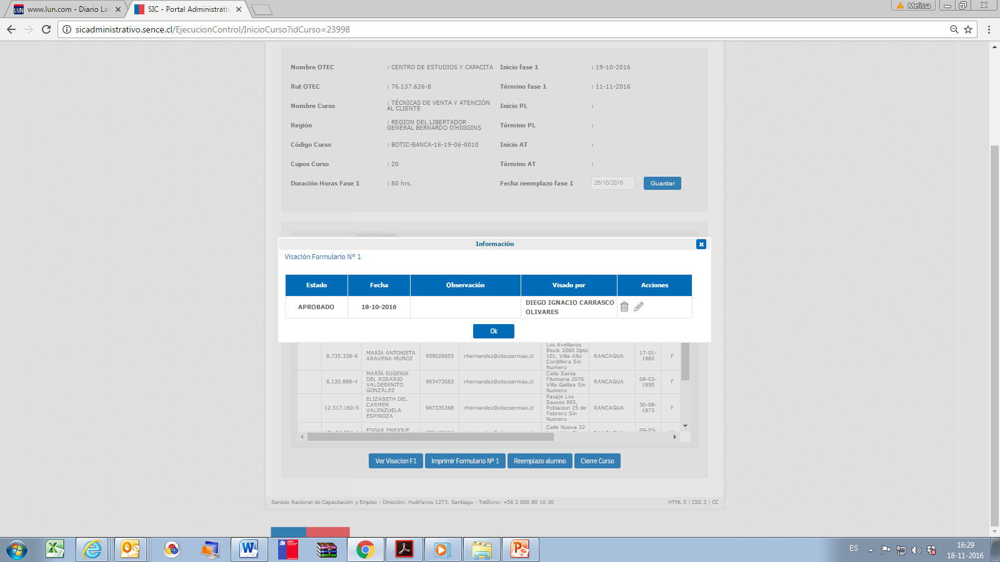 www.lun.com - Diario Las
SIC - Portal Administrativ
Melissa
sicadministrativo.sence.cl/EjecucionControl/InicioCurso?idCurso=23998
Nombre OTEC : CENTRO DE ESTUDIOS Y CAPACITA Inicio fase 1 : 19-10-2016
Rut OTEC : 76.137.626-8 Término fase 1 : 11-11-2016
Nombre Curso : TÉCNICAS DE VENTA Y ATENCIÓN AL CLIENTE Inicio PL :
Región : REGION DEL LIBERTADOR GENERAL BERNARDO O'HIGGINS Término PL :
Código Curso : BOTIC-BANCA-16-19-06-0010 Inicio AT :
Cupos Curso : 20 Término AT :
Duración Horas Fase 1 : 80 hrs. Fecha reemplazo fase 1 26/10/2016 Guardar
Información
Visación Formulario Nº 1
Estado Fecha Observación Visado por Acciones
APROBADO 18-10-2016 DIEGO IGNACIO CARRASCO OLIVARES
Ok
8.735.338-9 MARÍA ANTONIETA ARAVENA MUÑOZ 959028855 rhernandez@otecsermas.cl Los Avellanos Block 2060 Dpto 101, Villa Alto Cordillera Sin Numero RANCAGUA 17-01-1960 F
6.120.898-4 MARÍA EUGENIA DEL ROSARIO VALDEBENITO GONZÁLEZ 983473583 rhernandez@otecsermas.cl Calle Santa Filomena 2076 Villa Galilea Sin Numero RANCAGUA 08-02-1950 F
12.517.160-5 ELIZABETH DEL CARMEN VALENZUELA ESPINOZA 967335368 rhernandez@otecsermas.cl Pasaje Los Sauces 995, Poblacion 25 de Febrero Sin Numero RANCAGUA 30-08-1973 F
EDGAR ENRIQUE Calle Nueva 32 RANCAGUA 09-03-
Ver Visacion F1 Imprimir Formulario Nº 1 Reemplazo alumno Cierre Curso
Servicio Nacional de Capacitación y Empleo - Dirección: Huérfanos 1273, Santiago - Teléfono: +56 2 800 80 10 30 HTML 5 | CSS 3 | CC
ES
16:29
18-11-2016